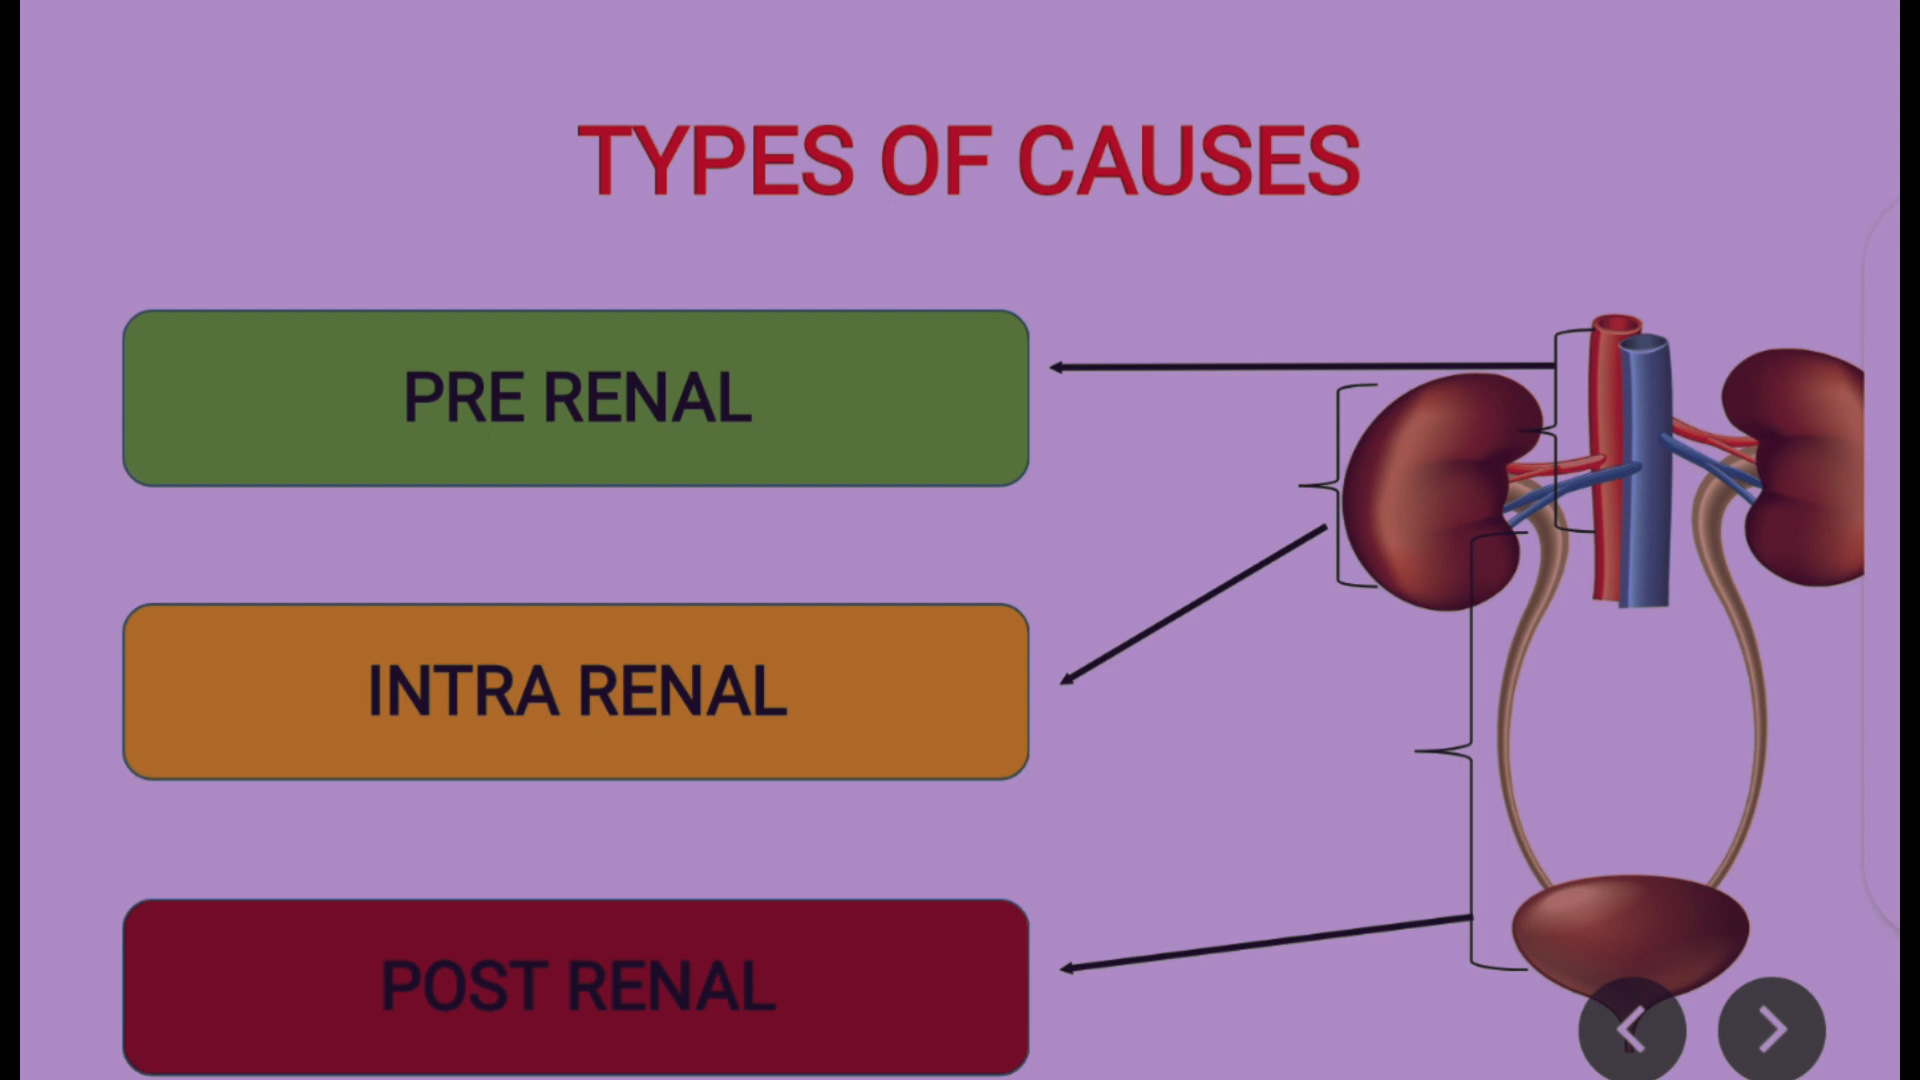 TYPES OF CAUSES
PRE RENAL
INTRA RENAL
POST RENAL